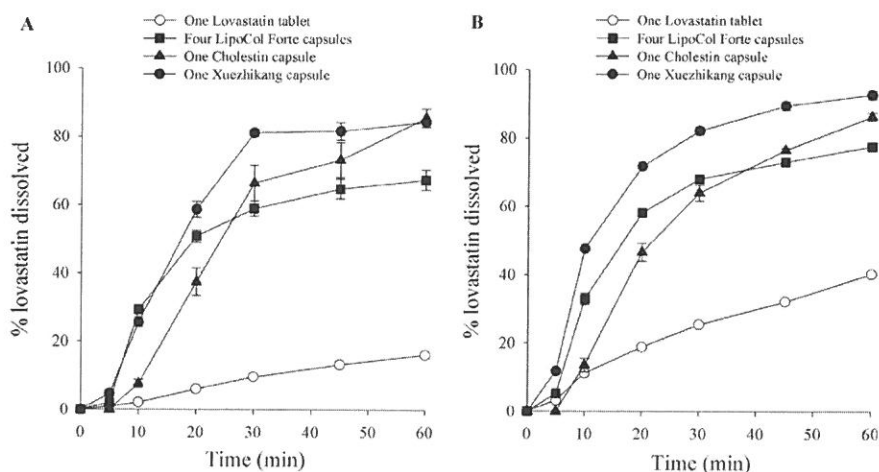 A
One Lovastatin tablet
Four LipoCol Forte capsules
One Cholestin capsule
One Xuezhikang capsule
% lovastatin dissolved
100
80
60
40
20
0
0 10 20 30 40 50 60
Time (min)
B
One Lovastatin tablet
Four LipoCol Forte capsules
One Cholestin capsule
One Xuezhikang capsule
% lovastatin dissolved
100
80
60
40
20
0
0 10 20 30 40 50 60
Time (min)